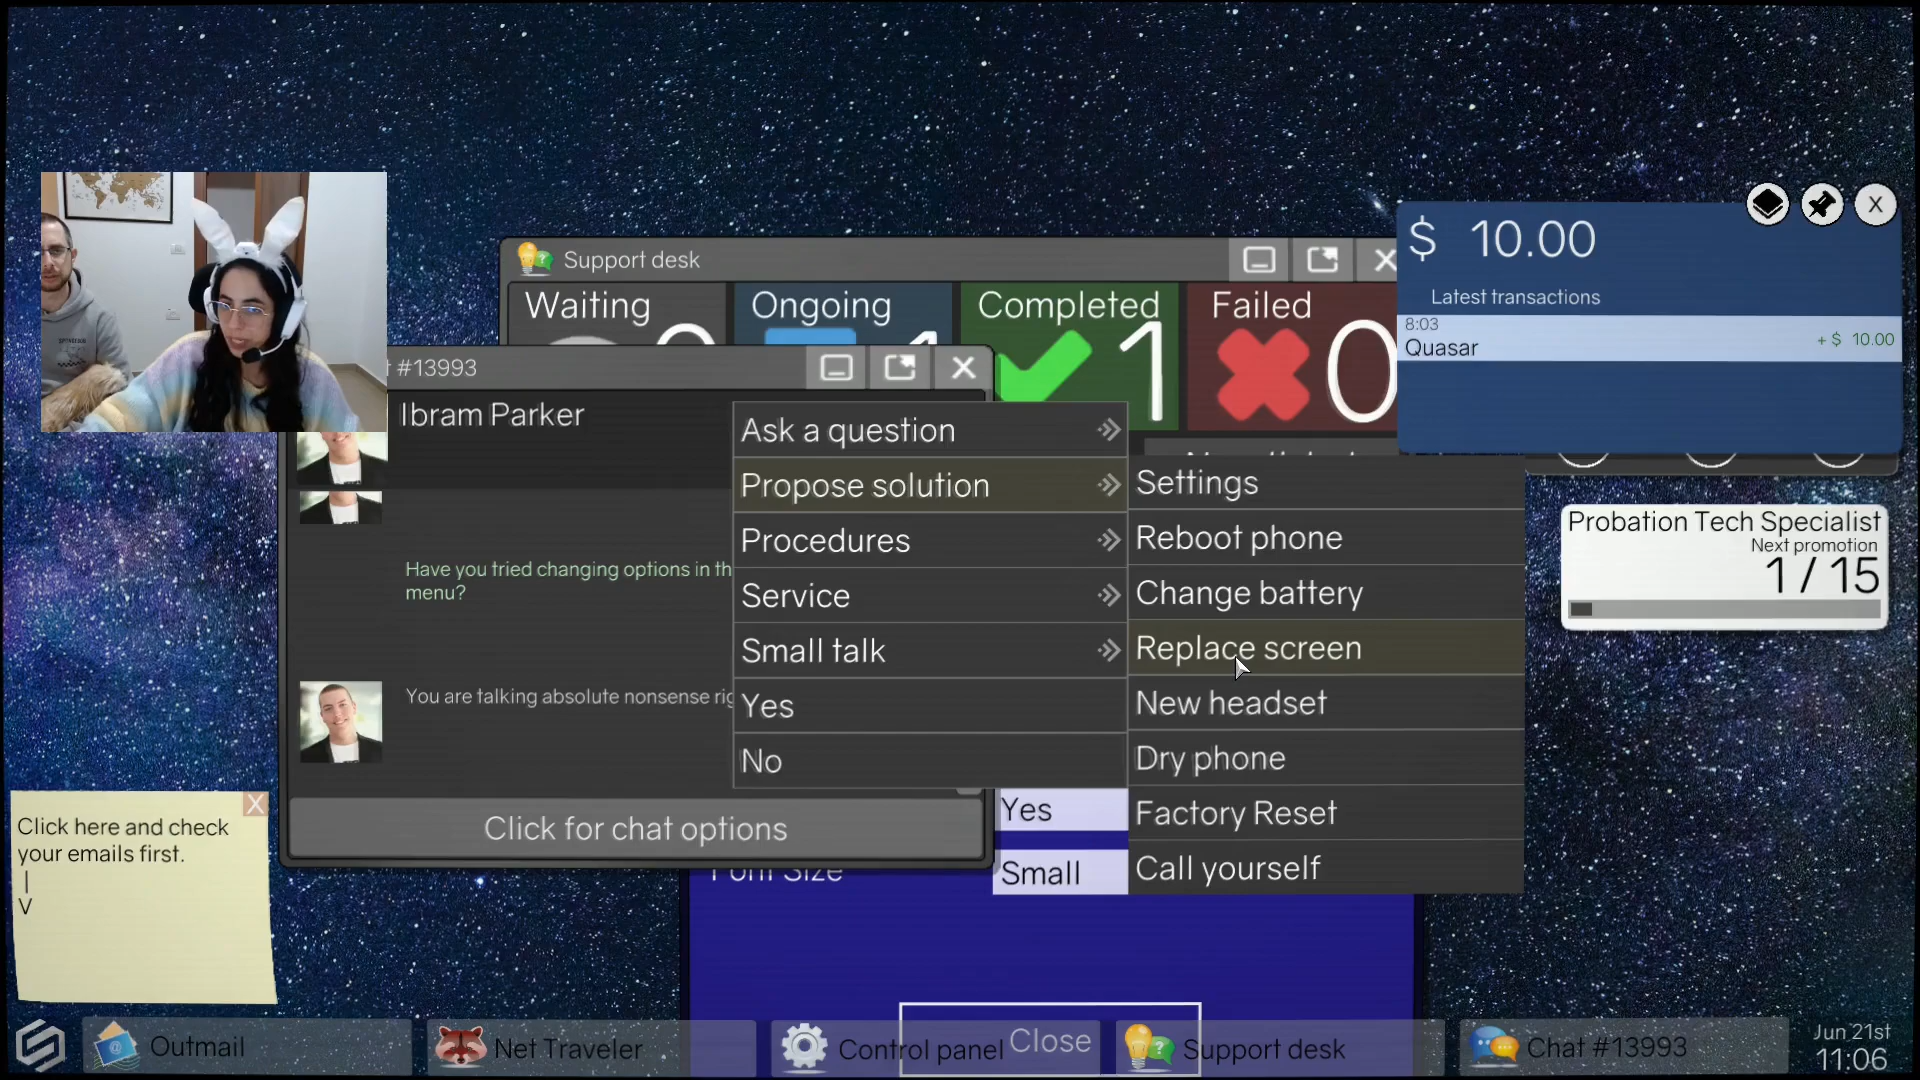 Support desk
Waiting
Ongoing
Completed
Failed
1
0
$ 10.00
Latest transactions
8:03
Quasar
+ $ 10.00
X
#13993
Ibram Parker
Have you tried changing options in th
menu?
You are talking absolute nonsense rig
Click for chat options
Ask a question
Propose solution
Procedures
Service
Small talk
Yes
No
Settings
Reboot phone
Change battery
Replace screen
New headset
Dry phone
Factory Reset
Call yourself
Yes
Font Size
Small
Probation Tech Specialist
Next promotion
1 / 15
X
Click here and check
your emails first.
|
V
Outmail
Net Traveler
Control panel
Close
Support desk
Chat #13993
Jun 21st
11:06